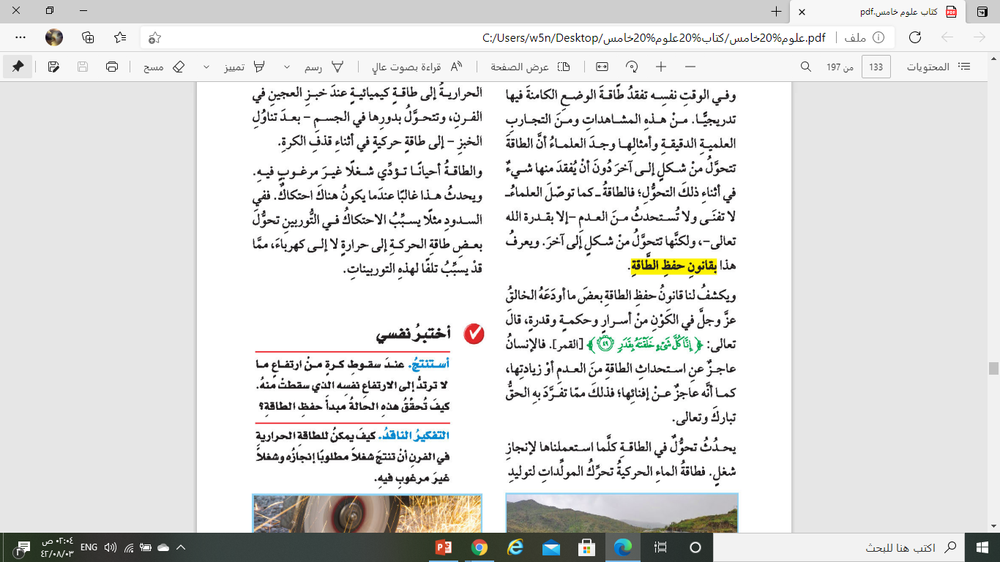 كتاب علوم خامس.pdf
ملف
C:/Users/w5n/Desktop/علوم%20خامس/كتاب%20علوم%20خامس.pdf
المحتويات
133
من 197
عرض الصفحة
قراءة بصوت عالٍ
رسم
تمييز
مسح
وفي الوقتِ نفسِه تفقدُ طاقةَ الوضعِ الكامنةَ فيها
تدريجيًّا. منْ هذهِ المشاهداتِ ومنَ التجاربِ
العلميةِ الدقيقةِ وأمثالِها وجدَ العلماءُ أنَّ الطاقةَ
تتحوَّلُ منْ شكلٍ إلى آخرَ دُونَ أنْ يُفقدَ منها شيءٌ
في أثناءِ ذلكَ التحوُّلِ؛ فالطاقةُ - كما توصّلَ العلماءُ-
لا تفنَى ولا تُستحدثُ منَ العدمِ –إلا بقدرة الله
تعالى–، ولكنَّها تتحوَّلُ منْ شكلٍ إلى آخرَ. ويعرفُ
هذا بقانونِ حفظِ الطَّاقةِ.
ويكشفُ لنا قانونُ حفظِ الطاقةِ بعضَ ما أودَعَهُ الخالقُ
عزَّ وجلَّ في الكَوْنِ منْ أسرارٍ وحكمةٍ وقدرةٍ، قالَ
تعالى: ﴿ إِنَّا كُلَّ شَيْءٍ خَلَقْنَاهُ بِقَدَرٍ ٤٩ ﴾ [القمر]. فالإنسانُ
عاجزٌ عنِ استحداثِ الطاقةِ منَ العدمِ أوْ زيادتِها،
كما أنَّه عاجزٌ عنْ إفنائِها؛ فذلكَ ممّا تفرَّدَ بهِ الحقُّ
تباركَ وتعالى.
يحدُثُ تحوُّلٌ في الطاقةِ كلَّما استعملناها لإنجازِ
شغلٍ. فطاقةُ الماءِ الحركيةُ تحرِّكُ المولِّداتِ لتوليدِ
الحراريةُ إلى طاقةٍ كيميائيةٍ عندَ خبزِ العجينِ في
الفرنِ، وتتحوَّلُ بدورِها في الجسمِ – بعدَ تناوُلِ
الخبزِ – إلى طاقةٍ حركيةٍ في أثناءِ قذفِ الكرةِ.
والطاقةُ أحيانًا تؤدِّي شغلًا غيرَ مرغوبٍ فيهِ.
ويحدثُ هذا غالبًا عندَما يكونُ هناكَ احتكاكٌ. ففي
السدودِ مثلًا يسبِّبُ الاحتكاكُ في التُّوربينِ تحوُّلَ
بعضِ طاقةِ الحركةِ إلى حرارةٍ لا إلى كهرباءَ، ممَّا
قدْ يسبِّبُ تلفًا لهذهِ التوربيناتِ.
أختبرُ نفسي
أستنتجُ. عندَ سقوطِ كرةٍ منْ ارتفاعٍ ما
لا ترتدُّ إلى الارتفاعِ نفسِه الذي سقطتْ منهُ.
كيفَ تُحقِّقُ هذهِ الحالةُ مبدأَ حفظِ الطاقةِ؟
التفكيرُ الناقدُ. كيفَ يمكنُ للطاقةِ الحراريةِ
في الفرنِ أنْ تنتجَ شغلاً مطلوبًا إنجازُه وشغلاً
غيرَ مرغوبٍ فيهِ.
اكتب هنا للبحث
ENG
٠٢:٠٤ ص
٤٢/٠٨/٠٣
٢